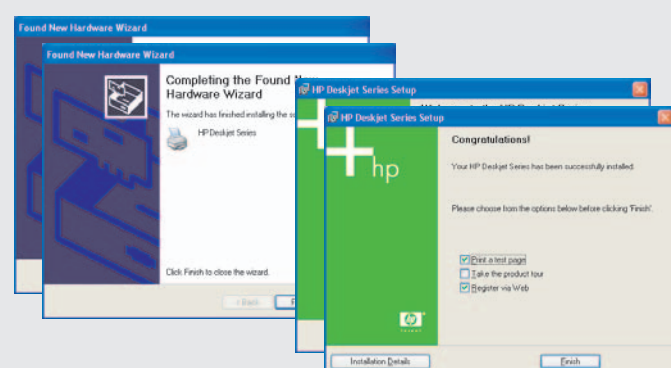 Found New Hardware Wizard
Found New Hardware Wizard
Completing the Found New
Hardware Wizard
The wizard has finished installing the
HP Deskjet Series
Click Finish to close the wizard.
< Back
HP Deskjet Series Setup
HP Deskjet Series Setup
hp
Congratulations!
Your HP Deskjet Series has been successfully installed.
Please choose from the options below before clicking 'Finish'.
Print a test page
Take the product tour
Register via Web
hp
invent
Installation Details
Finish